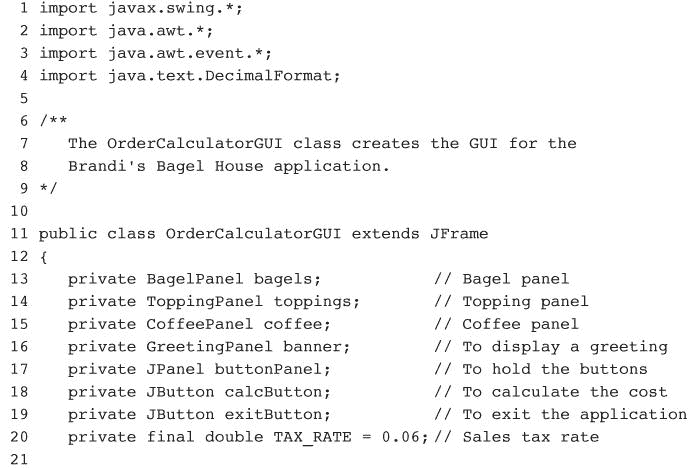 1 import javax.swing.*;
2 import java.awt.*;
3 import java.awt.event.*;
4 import java.text.DecimalFormat;
5
6 /**
7    The OrderCalculatorGUI class creates the GUI for the
8    Brandi's Bagel House application.
9 */
10
11 public class OrderCalculatorGUI extends JFrame
12 {
13    private BagelPanel bagels;            // Bagel panel
14    private ToppingPanel toppings;        // Topping panel
15    private CoffeePanel coffee;           // Coffee panel
16    private GreetingPanel banner;         // To display a greeting
17    private JPanel buttonPanel;           // To hold the buttons
18    private JButton calcButton;           // To calculate the cost
19    private JButton exitButton;           // To exit the application
20    private final double TAX_RATE = 0.06; // Sales tax rate
21